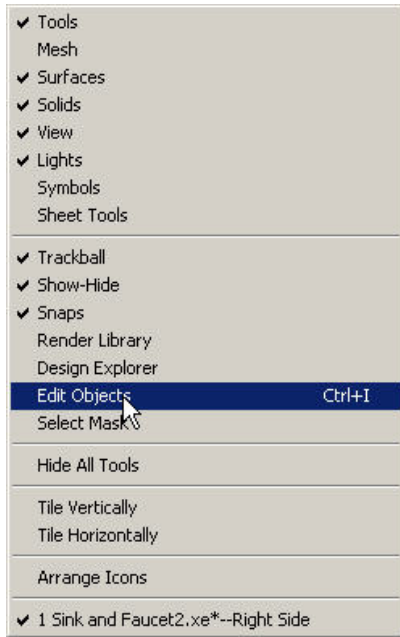 Tools
Mesh
Surfaces
Solids
View
Lights
Symbols
Sheet Tools
Trackball
Show-Hide
Snaps
Render Library
Design Explorer
Edit Objects Ctrl+I
Select Mask
Hide All Tools
Tile Vertically
Tile Horizontally
Arrange Icons
1 Sink and Faucet2.xe*--Right Side